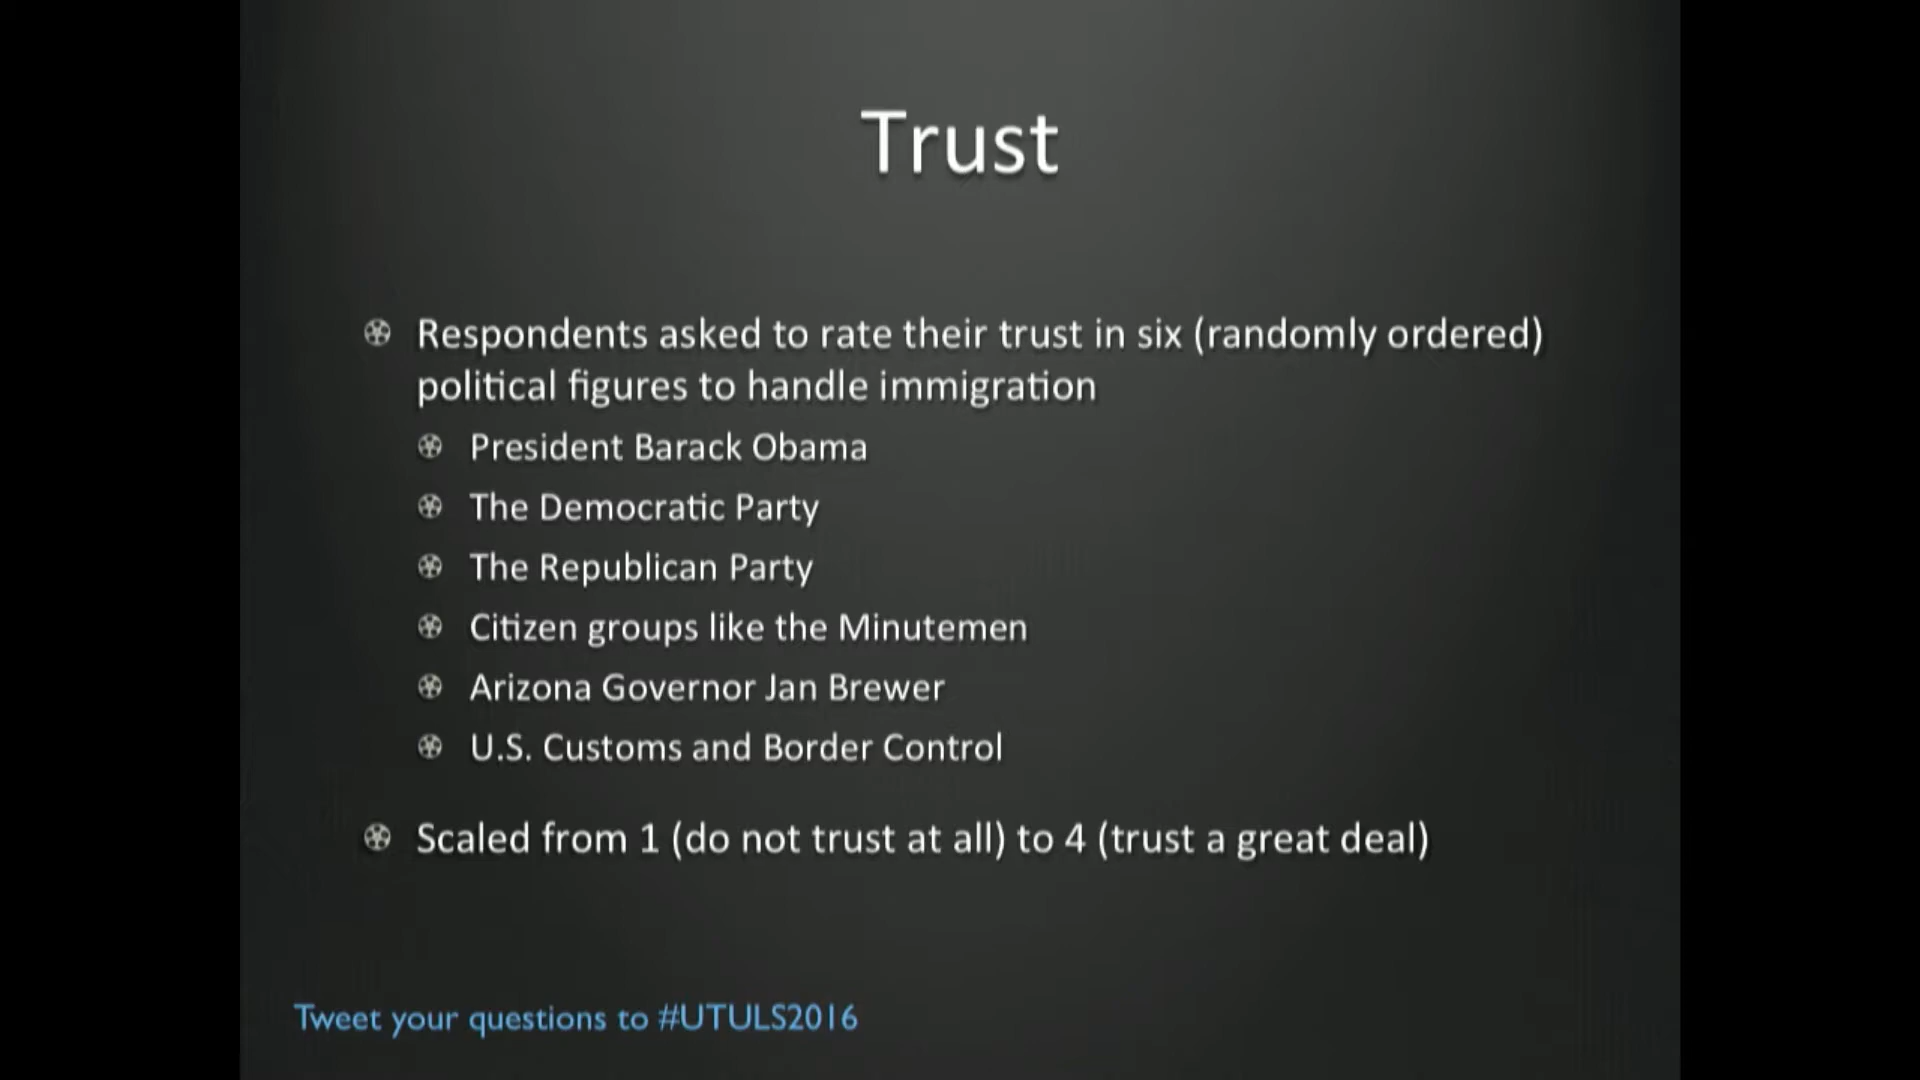 Trust
Respondents asked to rate their trust in six (randomly ordered)
political figures to handle immigration
President Barack Obama
The Democratic Party
The Republican Party
Citizen groups like the Minutemen
Arizona Governor Jan Brewer
U.S. Customs and Border Control
Scaled from 1 (do not trust at all) to 4 (trust a great deal)
Tweet your questions to #UTULS2016